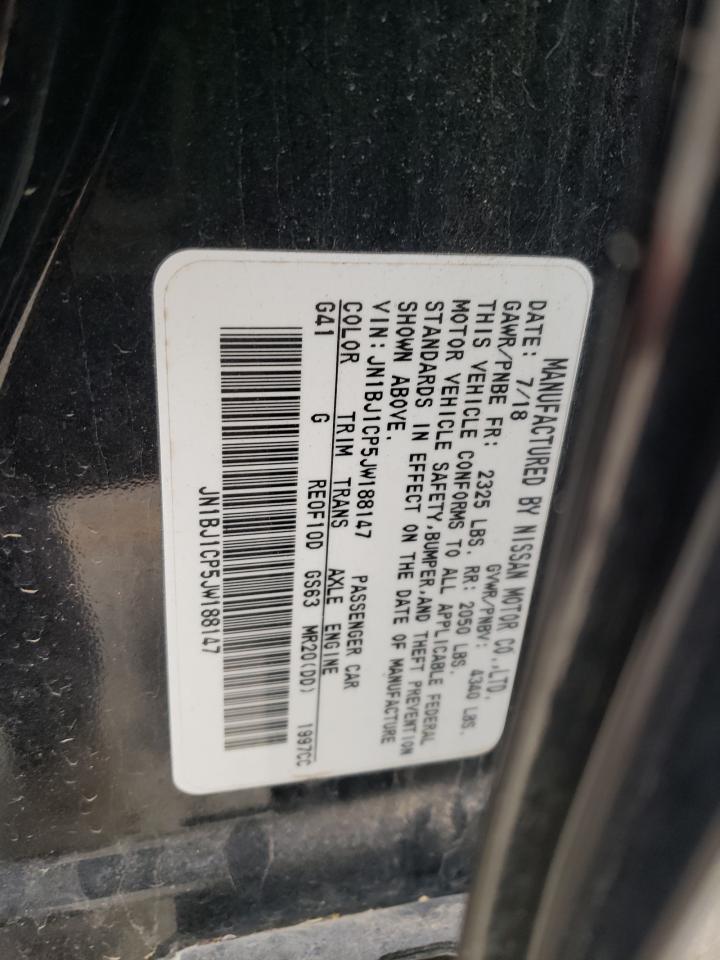 MANUFACTURED BY NISSAN MOTOR CO.,LTD.
DATE: 7/18 GVWR/PNBV: 4340 LBS.
GAWR/PNBE FR: 2325 LBS. RR: 2050 LBS.
THIS VEHICLE CONFORMS TO ALL APPLICABLE FEDERAL
MOTOR VEHICLE SAFETY,BUMPER,AND THEFT PREVENTION
STANDARDS IN EFFECT ON THE DATE OF MANUFACTURE
SHOWN ABOVE.
VIN:JN1BJ1CP5JW188147 PASSENGER CAR
COLOR TRIM TRANS AXLE ENGINE
G41 G RE0F10D GS63 MR20(DD) 1997CC
JN1BJ1CP5JW188147